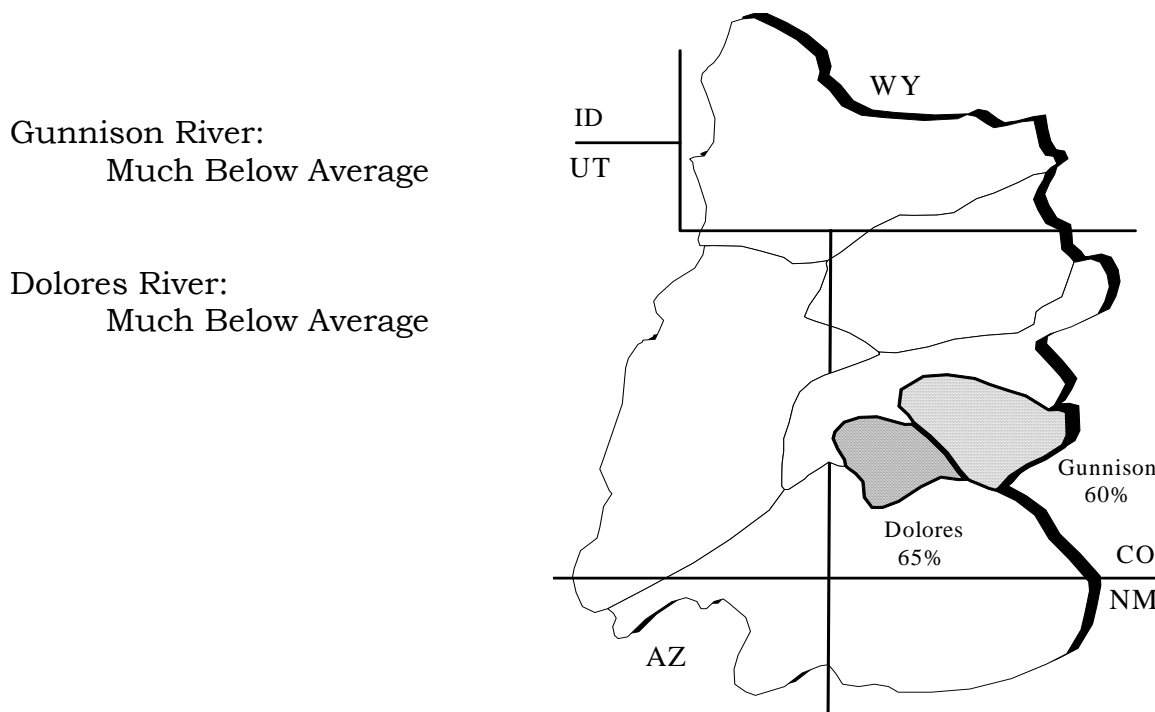 Gunnison River:
Much Below Average
Dolores River:
Much Below Average
WY
ID
UT
Gunnison
60%
Dolores
65%
CO
NM
AZ